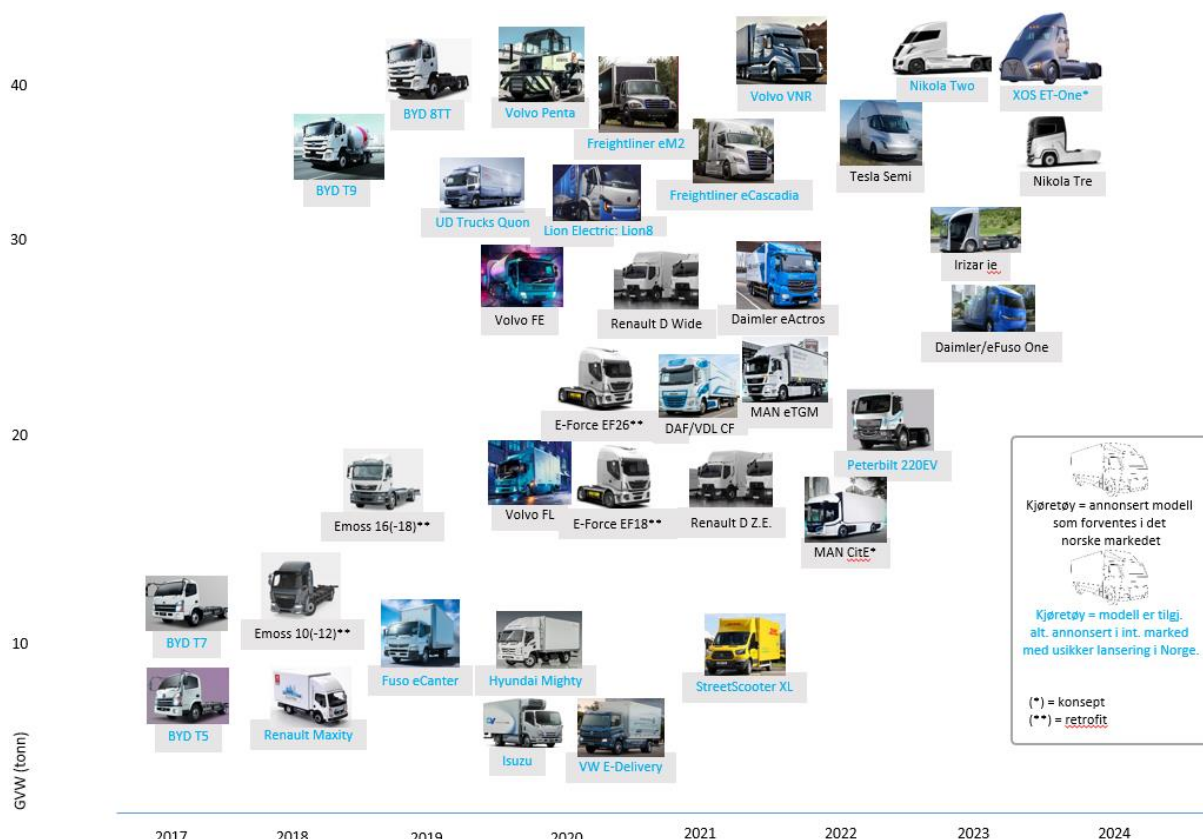 40
30
20
10
GVW (tonn)
BYD 8TT
Volvo Penta
Freightliner eM2
Volvo VNR
Nikola Two
XOS ET-One*
BYD T9
UD Trucks Quon
Lion Electric: Lion8
Freightliner eCascadia
Tesla Semi
Nikola Tre
Volvo FE
Renault D Wide
Daimler eActros
Irizar ie
Daimler/eFuso One
E-Force EF26**
DAF/VDL CF
MAN eTGM
Peterbilt 220EV
Emoss 16(-18)**
Volvo FL
E-Force EF18**
Renault D Z.E.
MAN CitE*
BYD T7
Emoss 10(-12)**
Fuso eCanter
Hyundai Mighty
StreetScooter XL
BYD T5
Renault Maxity
Isuzu
VW E-Delivery
Kjøretøy = annonsert modell
som forventes i det
norske markedet
Kjøretøy = modell er tilgj.
alt. annonsert i int. marked
med usikker lansering i Norge.
(*) = konsept
(**) = retrofit
2017
2018
2019
2020
2021
2022
2023
2024